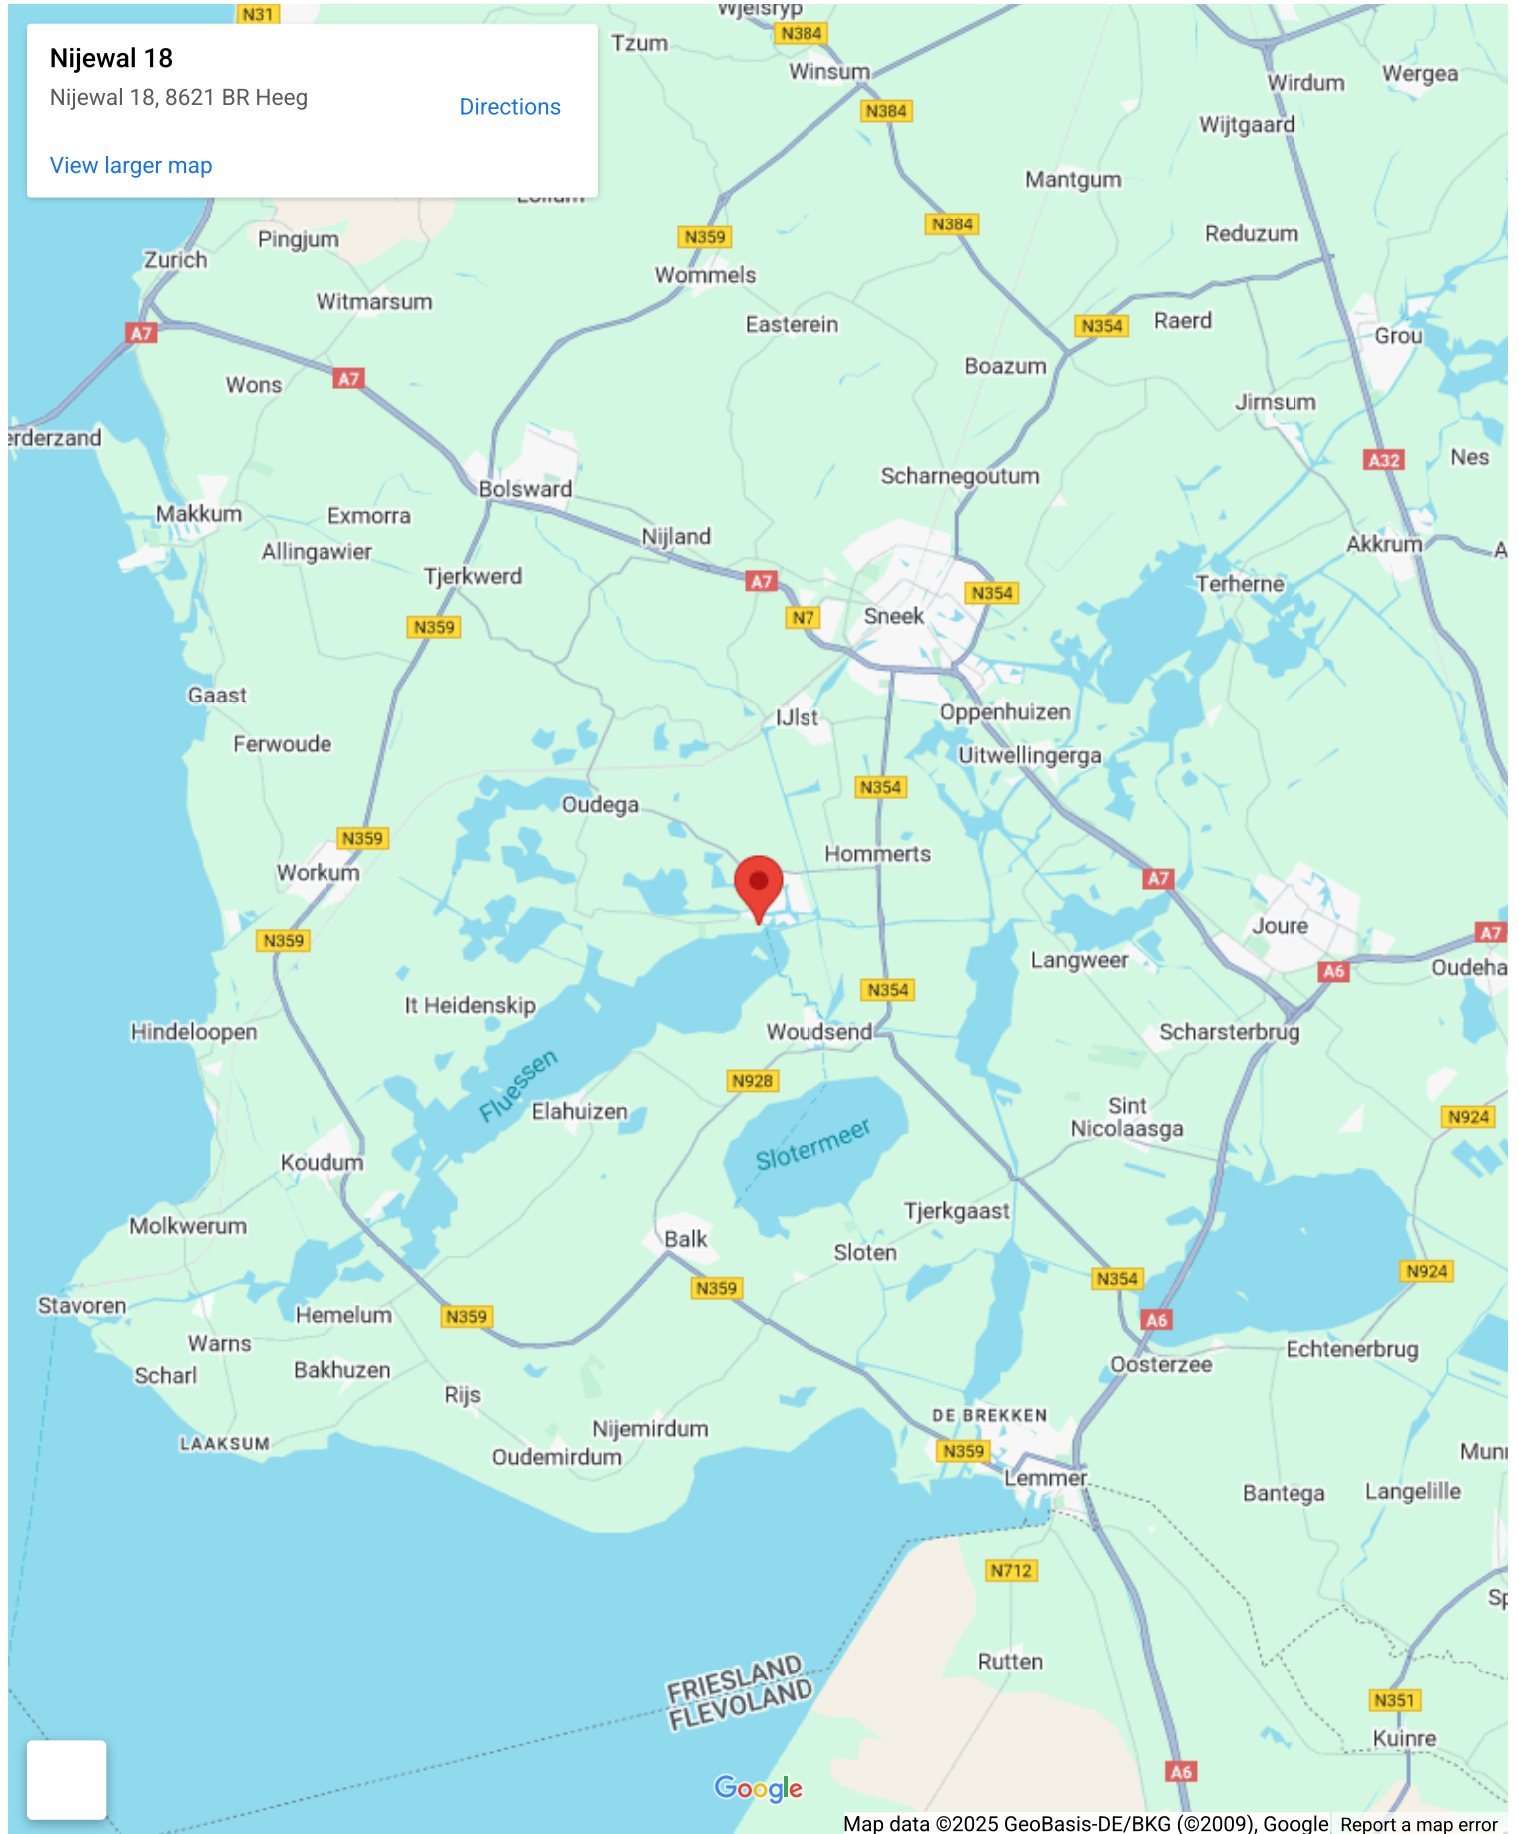 Nijewal 18
Nijewal 18, 8621 BR Heeg
Directions
View larger map
N31
Tzum
N384
Winsum
Wirdum
Wergea
N384
Wijtgaard
Mantgum
Pingjum
N359
N384
Reduzum
Zurich
Wommels
Witmarsum
A7
Easterein
N354
Raerd
Grou
Wons
A7
Boazum
Jirnsum
erderzand
A32
Nes
Bolsward
Scharnegoutum
Makkum
Exmorra
Allingawier
Nijland
Akkrum
A
Tjerkwerd
A7
N354
Terherne
N359
N7
Sneek
Gaast
IJlst
Oppenhuizen
Ferwoude
Uitwellingerga
N354
Oudega
N359
Hommerts
Workum
A7
Joure
N359
A7
Langweer
A6
Oudeha
It Heidenskip
N354
Hindeloopen
Woudsend
Scharsterbrug
Fluessen
N928
Elahuizen
Sint
Nicolaasga
N924
Slotermeer
Koudum
Molkwerum
Tjerkgaast
Balk
Sloten
N359
N354
N924
Stavoren
Hemelum
N359
A6
Warns
Echtenerbrug
Scharl
Bakhuzen
Oosterzee
Rijs
DE BREKKEN
LAAKSUM
Nijemirdum
Oudemirdum
N359
Lemmer
Munn
Bantega
Langelille
N712
Sp
Rutten
FRIESLAND
FLEVOLAND
N351
Kuinre
A6
Google
Map data ©2025 GeoBasis-DE/BKG (©2009), Google
Report a map error